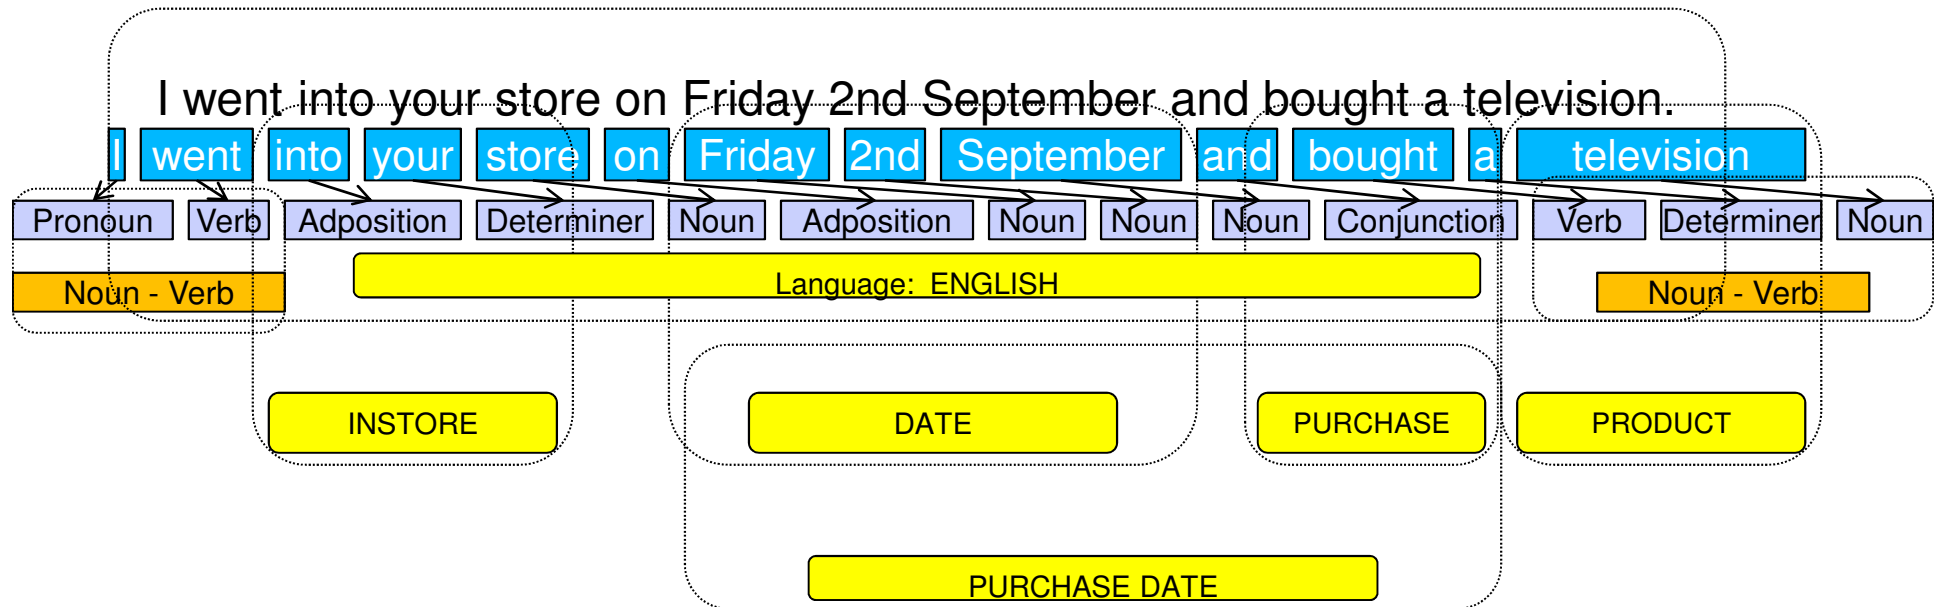 I went into your store on Friday 2nd September and bought a television.
I went into your store on Friday 2nd September and bought a television
Pronoun Verb Adposition Determiner Noun Adposition Noun Noun Noun Conjunction Verb Determiner Noun
Noun - Verb Language: ENGLISH Noun - Verb
INSTORE DATE PURCHASE PRODUCT
PURCHASE DATE